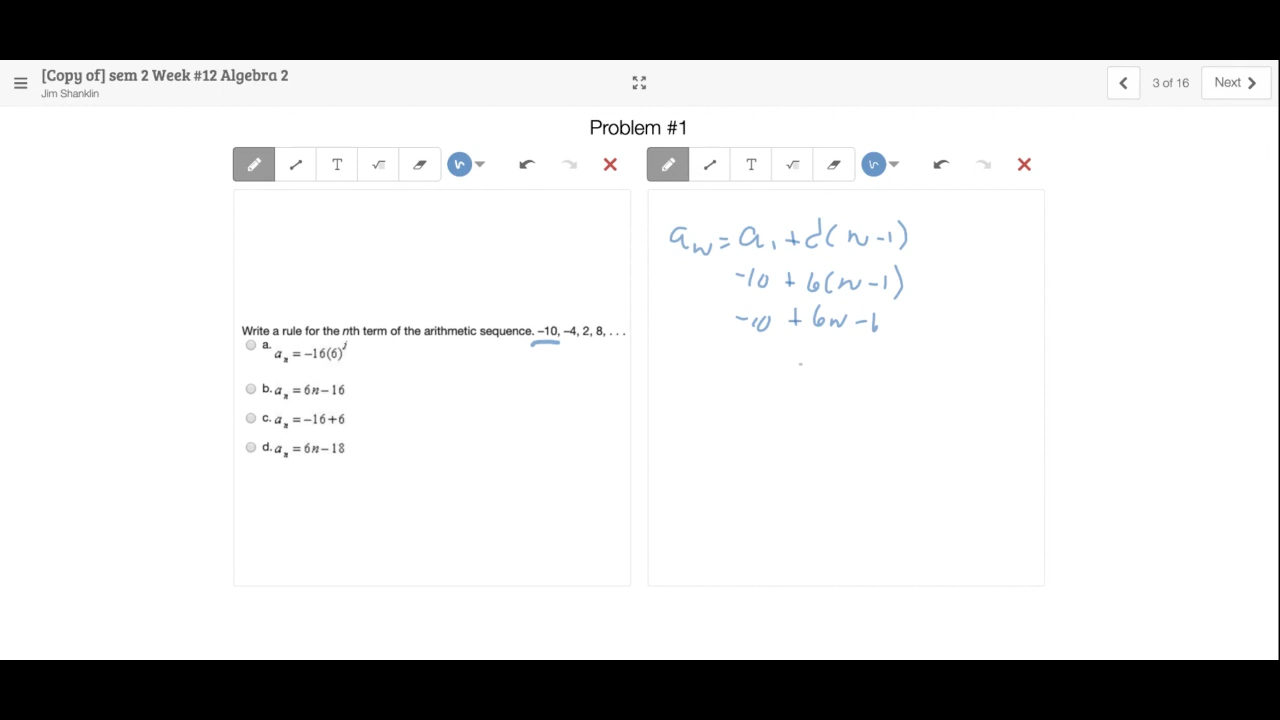 [Copy of] sem 2 Week #12 Algebra 2
Jim Shanklin
3 of 16
Next
Problem #1
T
√=
T
√=
Write a rule for the nth term of the arithmetic sequence. −10, −4, 2, 8, . . .
a. aₙ = −16(6)ʲ
b. aₙ = 6n − 16
c. aₙ = −16 + 6
d. aₙ = 6n − 18
aₙ = a₁ + d(n − 1)
−10 + 6(n − 1)
−10 + 6n − 6